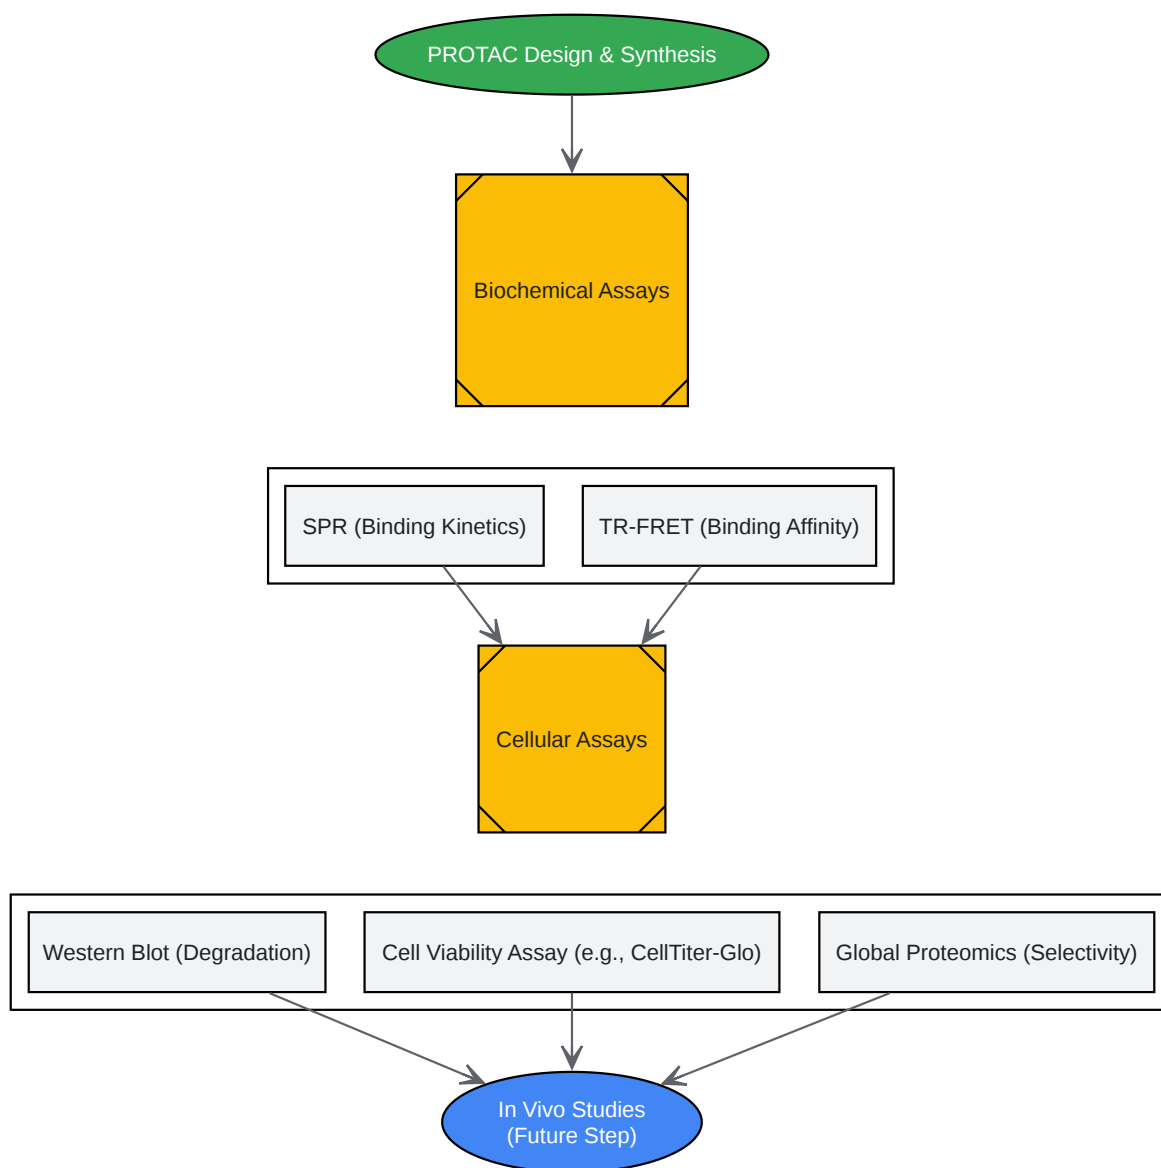 PROTAC Design & Synthesis
Biochemical Assays
SPR (Binding Kinetics)
TR-FRET (Binding Affinity)
Cellular Assays
Western Blot (Degradation)
Cell Viability Assay (e.g., CellTiter-Glo)
Global Proteomics (Selectivity)
In Vivo Studies
(Future Step)